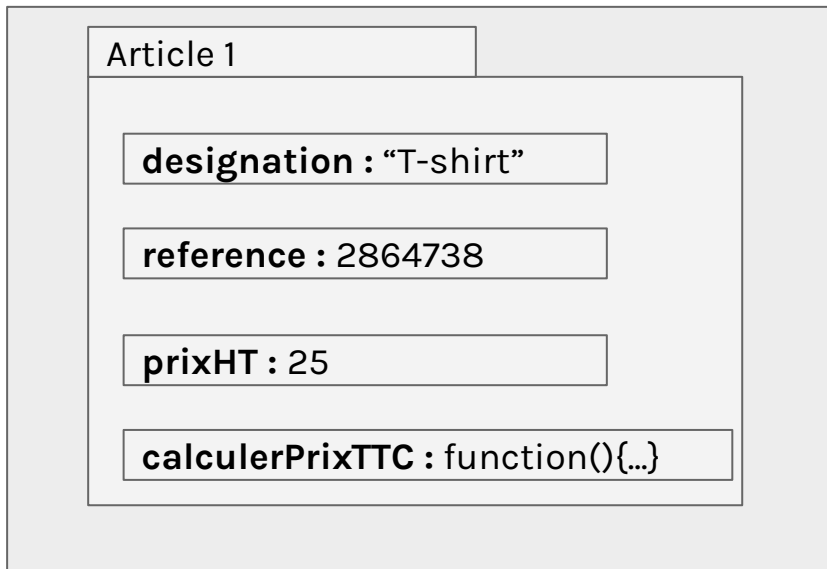 Article 1
designation : “T-shirt”
reference : 2864738
prixHT : 25
calculerPrixTTC : function(){…}